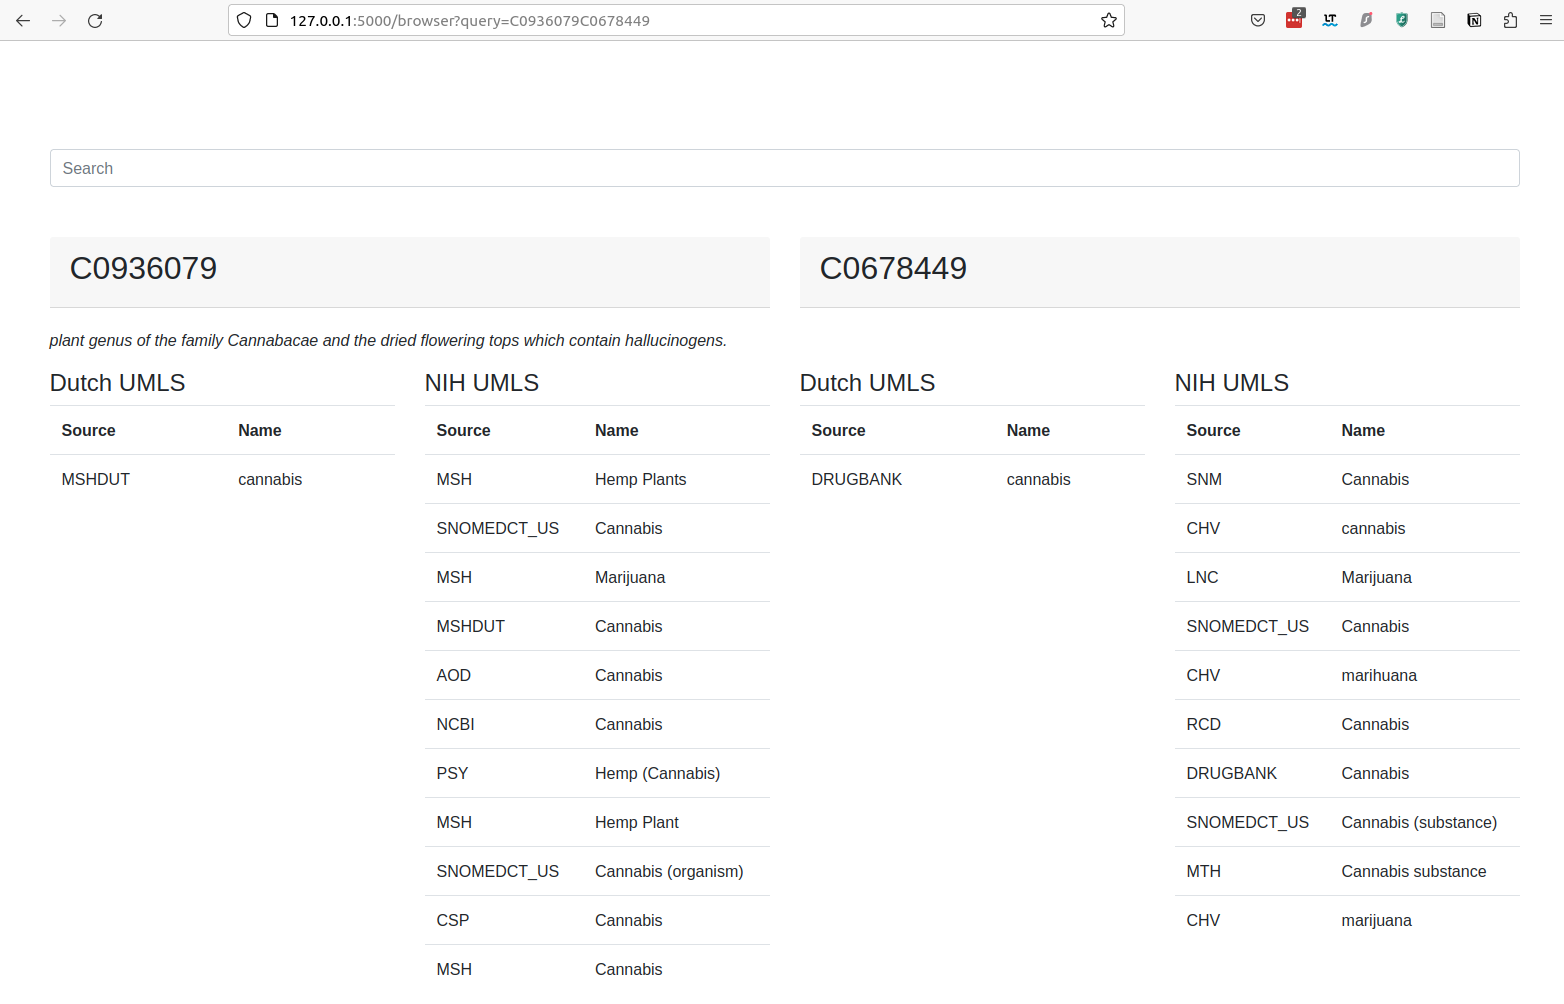 127.0.0.1:5000/browser?query=C0936079C0678449
2
LT
Search
C0936079
plant genus of the family Cannabacae and the dried flowering tops which contain hallucinogens.
Dutch UMLS
Source Name
MSHDUT cannabis
NIH UMLS
Source Name
MSH Hemp Plants
SNOMEDCT_US Cannabis
MSH Marijuana
MSHDUT Cannabis
AOD Cannabis
NCBI Cannabis
PSY Hemp (Cannabis)
MSH Hemp Plant
SNOMEDCT_US Cannabis (organism)
CSP Cannabis
MSH Cannabis
C0678449
Dutch UMLS
Source Name
DRUGBANK cannabis
NIH UMLS
Source Name
SNM Cannabis
CHV cannabis
LNC Marijuana
SNOMEDCT_US Cannabis
CHV marihuana
RCD Cannabis
DRUGBANK Cannabis
SNOMEDCT_US Cannabis (substance)
MTH Cannabis substance
CHV marijuana